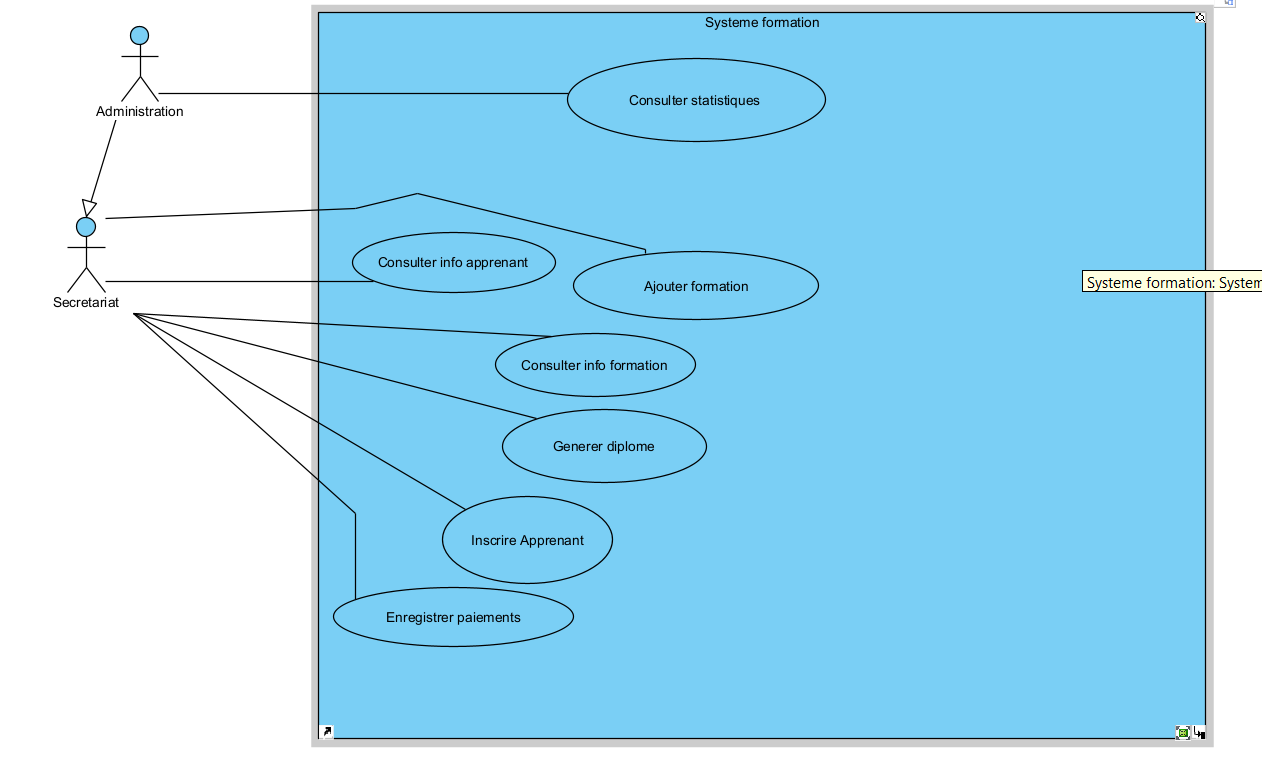 Systeme formation
Administration
Consulter statistiques
Secretariat
Consulter info apprenant
Ajouter formation
Systeme formation: System
Consulter info formation
Generer diplome
Inscrire Apprenant
Enregistrer paiements